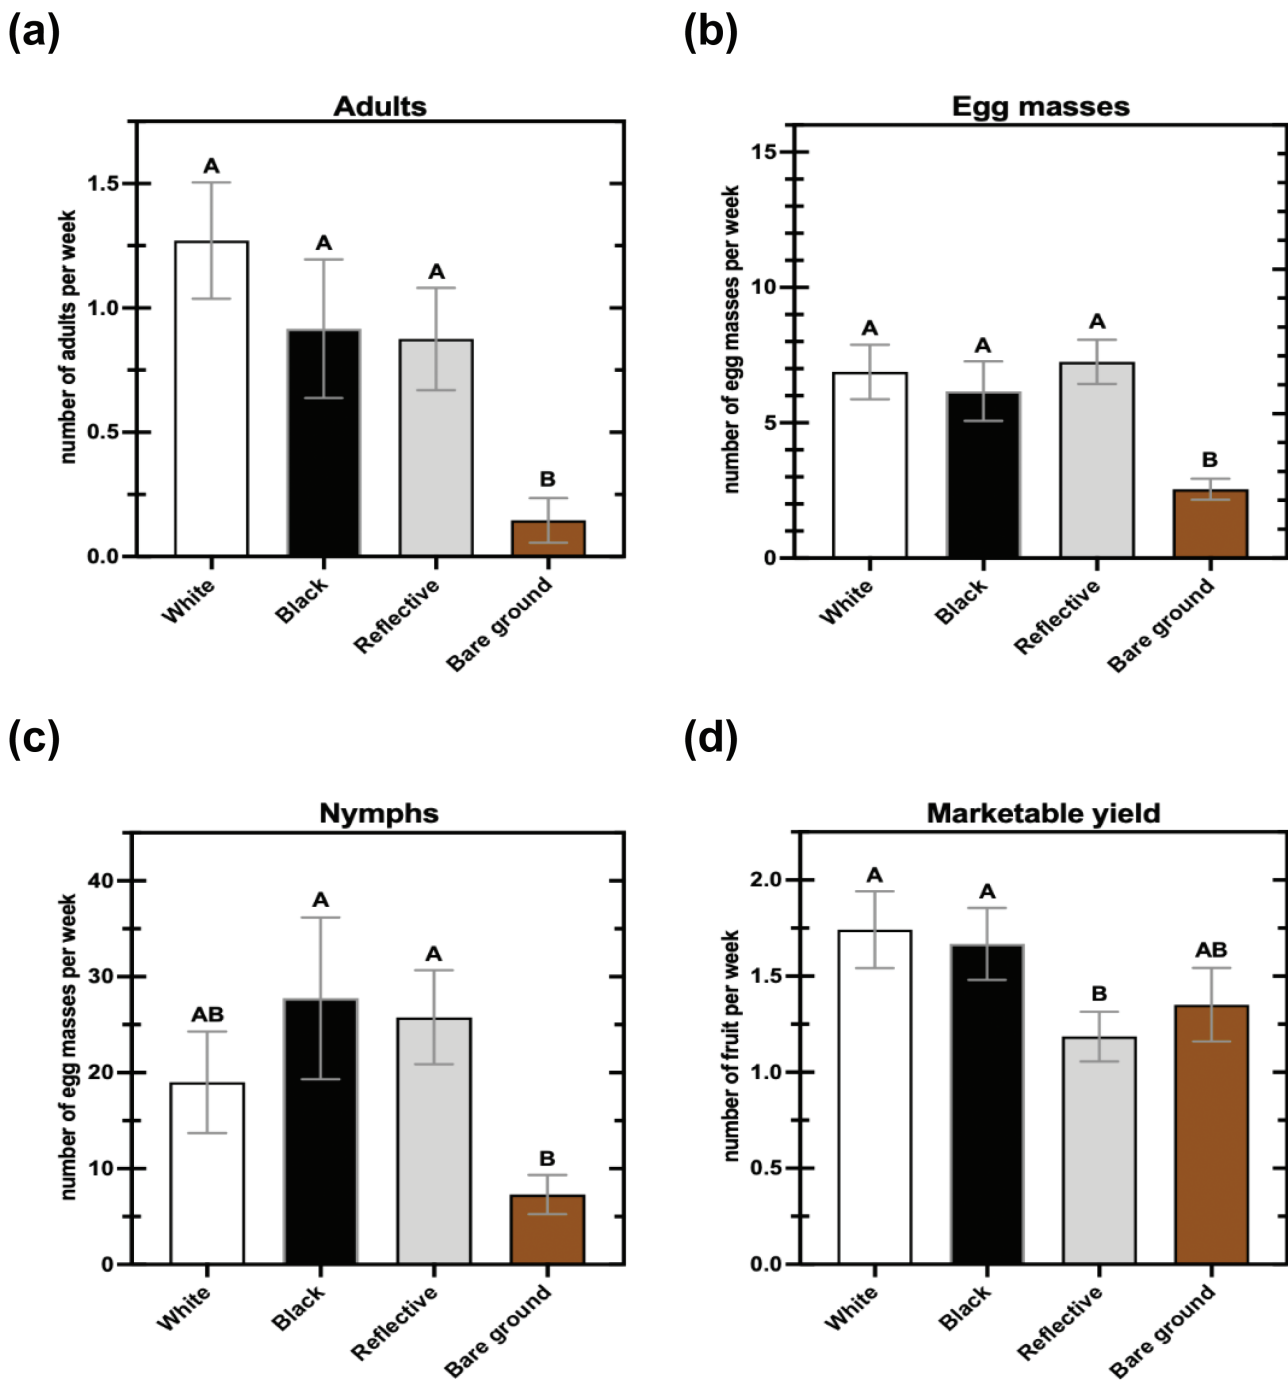 (a)
Adults
number of adults per week
1.5
1.0
0.5
0.0
A
A
A
B
White
Black
Reflective
Bare ground
(b)
Egg masses
number of egg masses per week
15
10
5
0
A
A
A
B
White
Black
Reflective
Bare ground
(c)
Nymphs
number of egg masses per week
40
30
20
10
0
AB
A
A
B
White
Black
Reflective
Bare ground
(d)
Marketable yield
number of fruit per week
2.0
1.5
1.0
0.5
0.0
A
A
B
AB
White
Black
Reflective
Bare ground